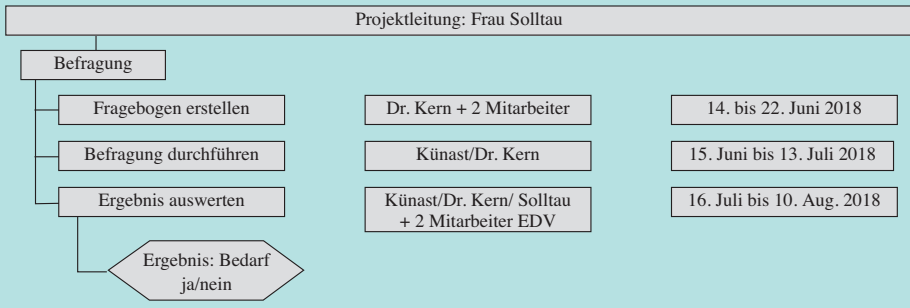 Projektleitung: Frau Solltau
Befragung
Fragebogen erstellen
Dr. Kern + 2 Mitarbeiter
14. bis 22. Juni 2018
Befragung durchführen
Künast/Dr. Kern
15. Juni bis 13. Juli 2018
Ergebnis auswerten
Künast/Dr. Kern/ Solltau
+ 2 Mitarbeiter EDV
16. Juli bis 10. Aug. 2018
Ergebnis: Bedarf
ja/nein